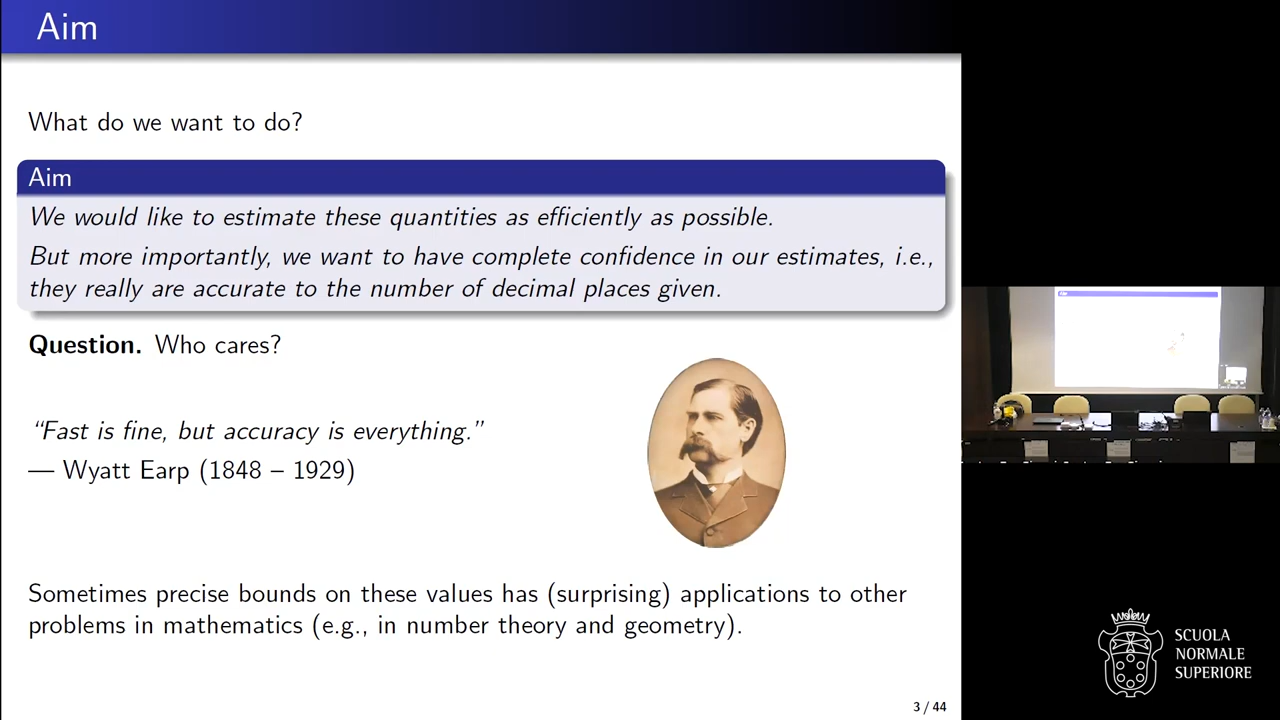 Aim
What do we want to do?
Aim
We would like to estimate these quantities as efficiently as possible.
But more importantly, we want to have complete confidence in our estimates, i.e.,
they really are accurate to the number of decimal places given.
Question. Who cares?
“Fast is fine, but accuracy is everything.”
— Wyatt Earp (1848 – 1929)
Sometimes precise bounds on these values has (surprising) applications to other
problems in mathematics (e.g., in number theory and geometry).
3 / 44
SCUOLA
NORMALE
SUPERIORE